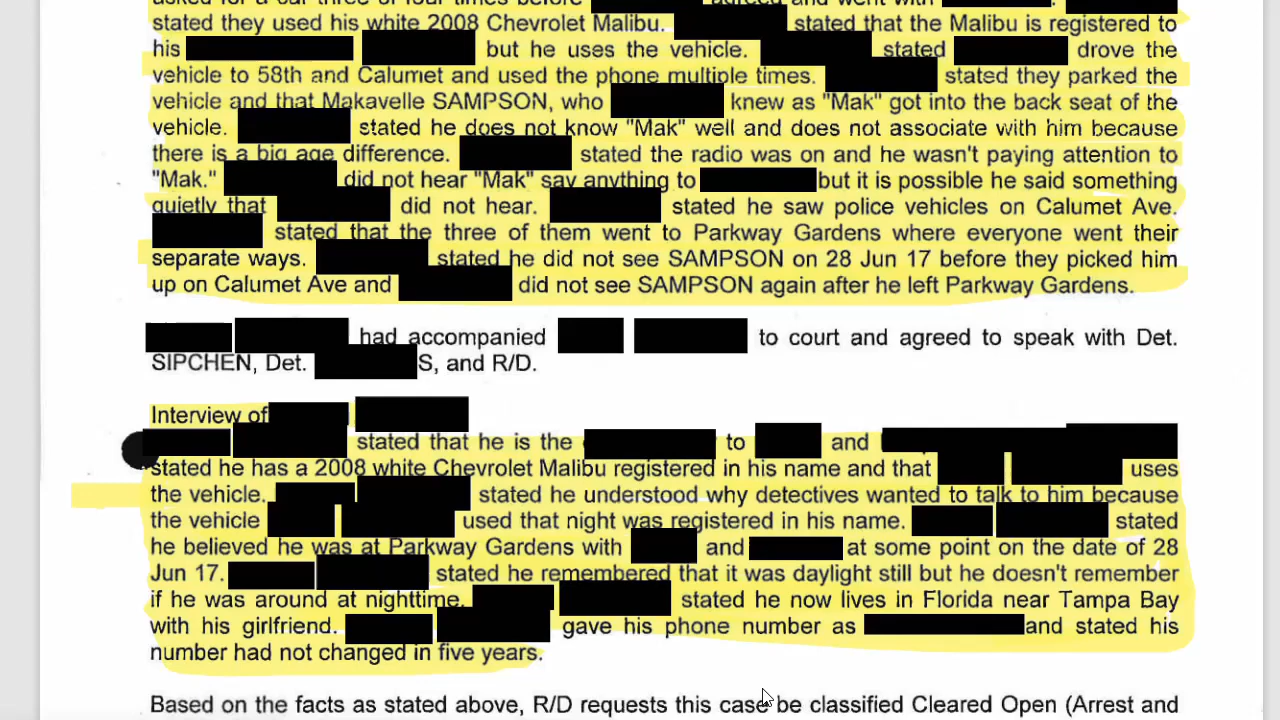 asked for a car three or four times before agreed and went with
stated they used his white 2008 Chevrolet Malibu. stated that the Malibu is registered to
his but he uses the vehicle. stated drove the
vehicle to 58th and Calumet and used the phone multiple times. stated they parked the
vehicle and that Makavelle SAMPSON, who knew as "Mak" got into the back seat of the
vehicle. stated he does not know "Mak" well and does not associate with him because
there is a big age difference. stated the radio was on and he wasn't paying attention to
"Mak." did not hear "Mak" say anything to but it is possible he said something
quietly that did not hear. stated he saw police vehicles on Calumet Ave.
stated that the three of them went to Parkway Gardens where everyone went their
separate ways. stated he did not see SAMPSON on 28 Jun 17 before they picked him
up on Calumet Ave and did not see SAMPSON again after he left Parkway Gardens.
had accompanied to court and agreed to speak with Det.
SIPCHEN, Det. S, and R/D.
Interview of
stated that he is the to and
stated he has a 2008 white Chevrolet Malibu registered in his name and that uses
the vehicle. stated he understood why detectives wanted to talk to him because
the vehicle used that night was registered in his name. stated
he believed he was at Parkway Gardens with and at some point on the date of 28
Jun 17. stated he remembered that it was daylight still but he doesn't remember
if he was around at nighttime. stated he now lives in Florida near Tampa Bay
with his girlfriend. gave his phone number as and stated his
number had not changed in five years.
Based on the facts as stated above, R/D requests this case be classified Cleared Open (Arrest and